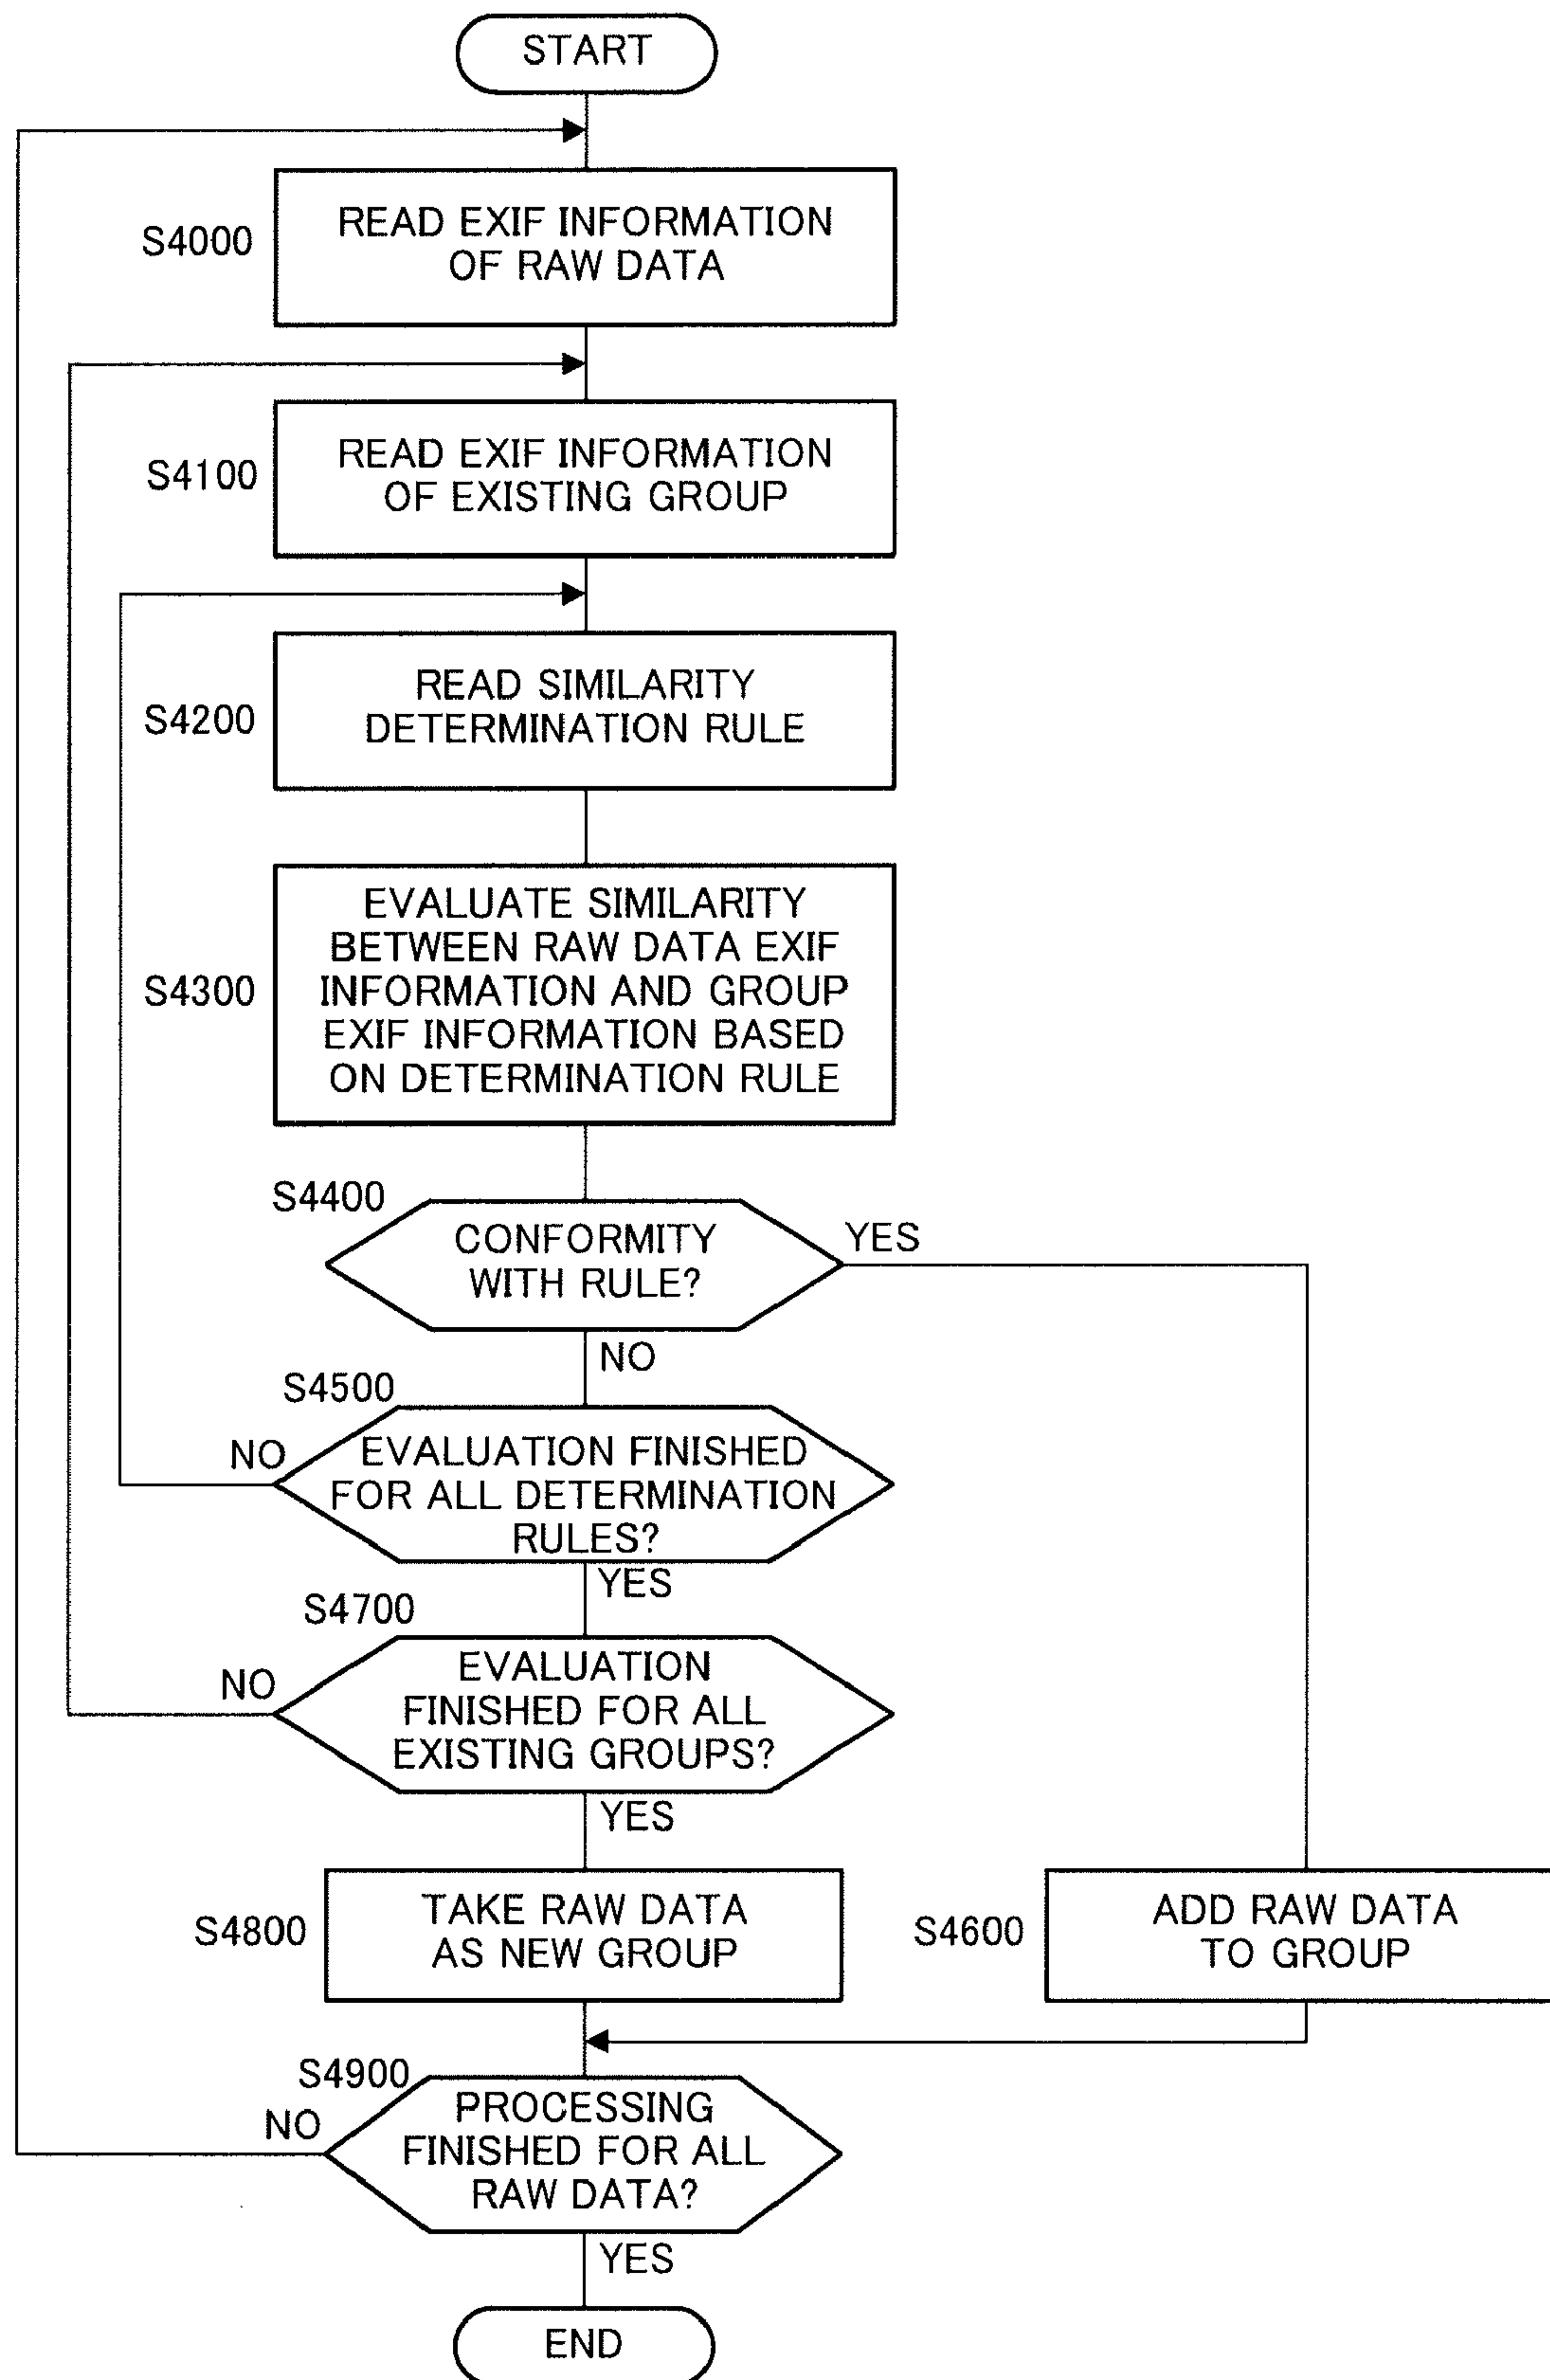 START
S4000
READ EXIF INFORMATION
OF RAW DATA
S4100
READ EXIF INFORMATION
OF EXISTING GROUP
S4200
READ SIMILARITY
DETERMINATION RULE
S4300
EVALUATE SIMILARITY
BETWEEN RAW DATA EXIF
INFORMATION AND GROUP
EXIF INFORMATION BASED
ON DETERMINATION RULE
S4400
CONFORMITY
WITH RULE?
YES
NO
S4500
NO
EVALUATION FINISHED
FOR ALL DETERMINATION
RULES?
YES
S4700
NO
EVALUATION
FINISHED FOR ALL
EXISTING GROUPS?
YES
S4800
TAKE RAW DATA
AS NEW GROUP
S4600
ADD RAW DATA
TO GROUP
S4900
NO
PROCESSING
FINISHED FOR ALL
RAW DATA?
YES
END